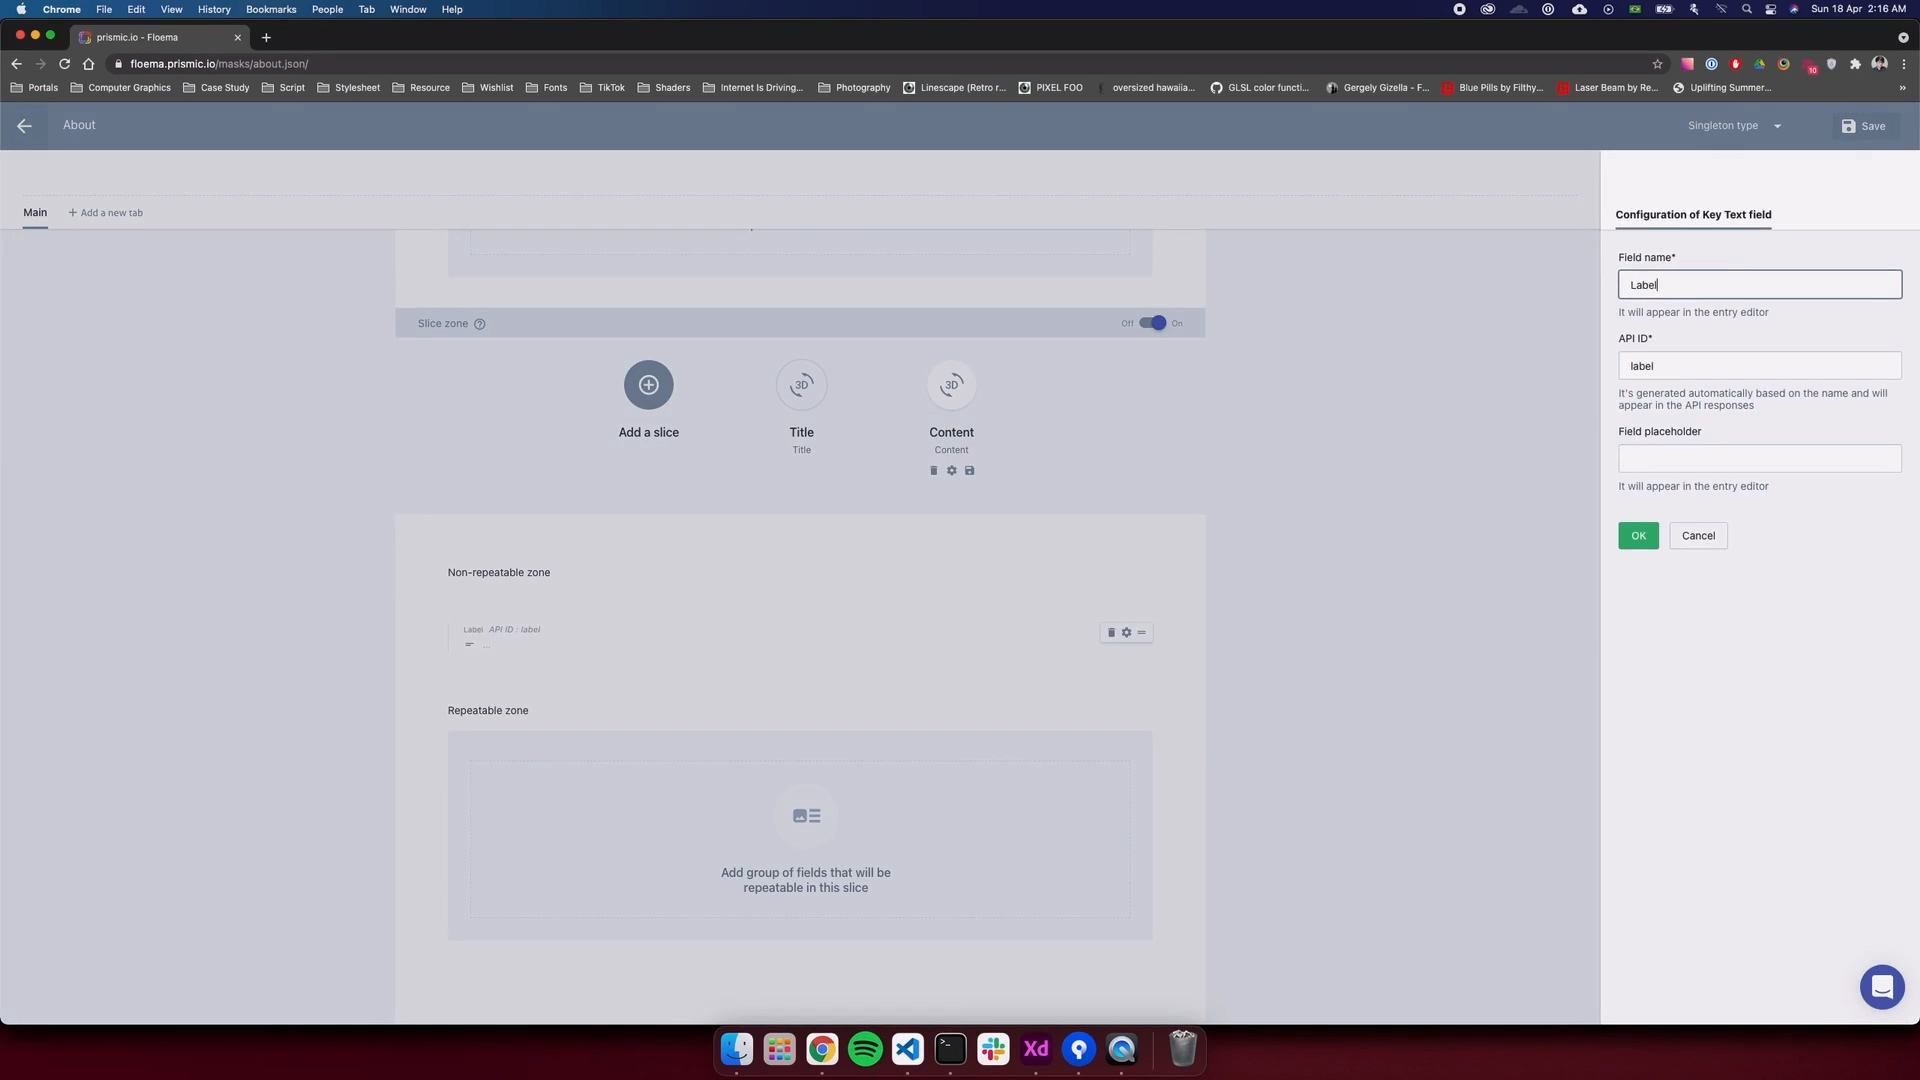 Chrome File Edit View History Bookmarks People Tab Window Help
Sun 18 Apr 2:16 AM
prismic.io - Floema
floema.prismic.io/masks/about.json/
10
Portals Computer Graphics Case Study Script Stylesheet Resource Wishlist Fonts TikTok Shaders Internet Is Driving... Photography Linescape (Retro r... PIXEL FOO oversized hawaiia... GLSL color functi... Gergely Gizella - F... Blue Pills by Filthy... Laser Beam by Re... Uplifting Summer... »
About
Singleton type
Save
Main
+ Add a new tab
Configuration of Key Text field
Field name*
Label
It will appear in the entry editor
API ID*
label
It's generated automatically based on the name and will
appear in the API responses
Field placeholder
It will appear in the entry editor
OK Cancel
Slice zone
Off On
3D 3D
Add a slice Title Content
Title Content
Non-repeatable zone
Label API ID : label
...
Repeatable zone
Add group of fields that will be
repeatable in this slice
>_
Xd